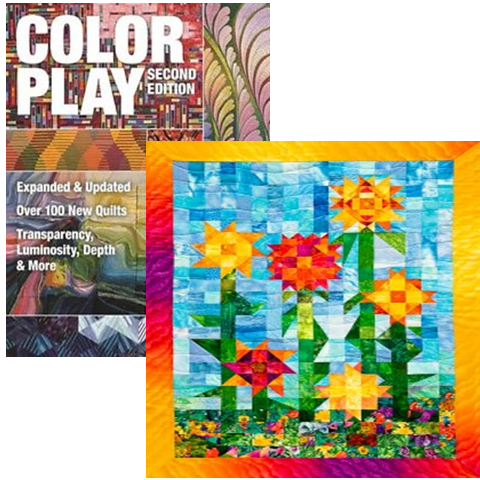 COLOR
PLAY
SECOND
EDITION
Expanded & Updated
Over 100 New Quilts
Transparency,
Luminosity, Depth
& More